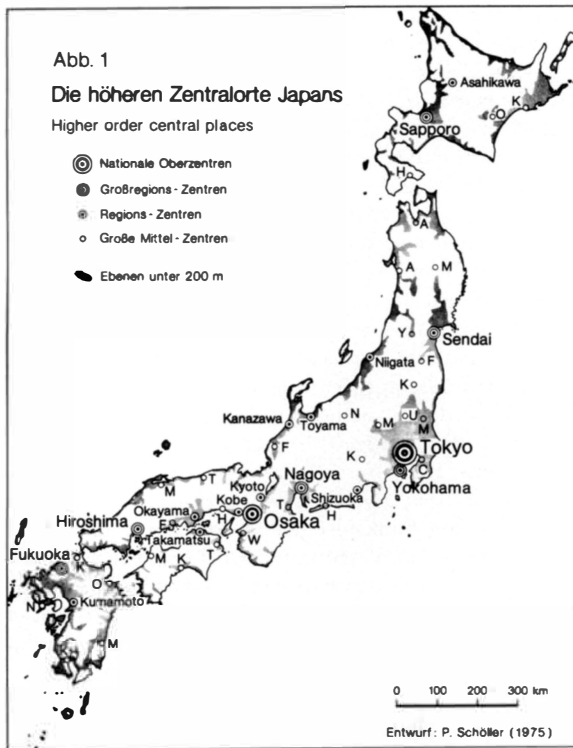 Abb. 1
Die höheren Zentralorte Japans
Higher order central places
Nationale Oberzentren
Großregions - Zentren
Regions - Zentren
Große Mittel - Zentren
Ebenen unter 200 m
Asahikawa
K
O
Sapporo
H
A
A
M
Y
Sendai
Niigata
F
K
Kanazawa
Toyama
N
U
M
M
F
K
Tokyo
C
Yokohama
M
T
Kyoto
Nagoya
Okayama
Kobe
Shizuoka
T
H
H
Osaka
Hiroshima
F
Takamatsu
W
T
Fukuoka
K
M
K
O
N
Kumamoto
M
K
0 100 200 300 km
Entwurf: P. Schöller (1975)